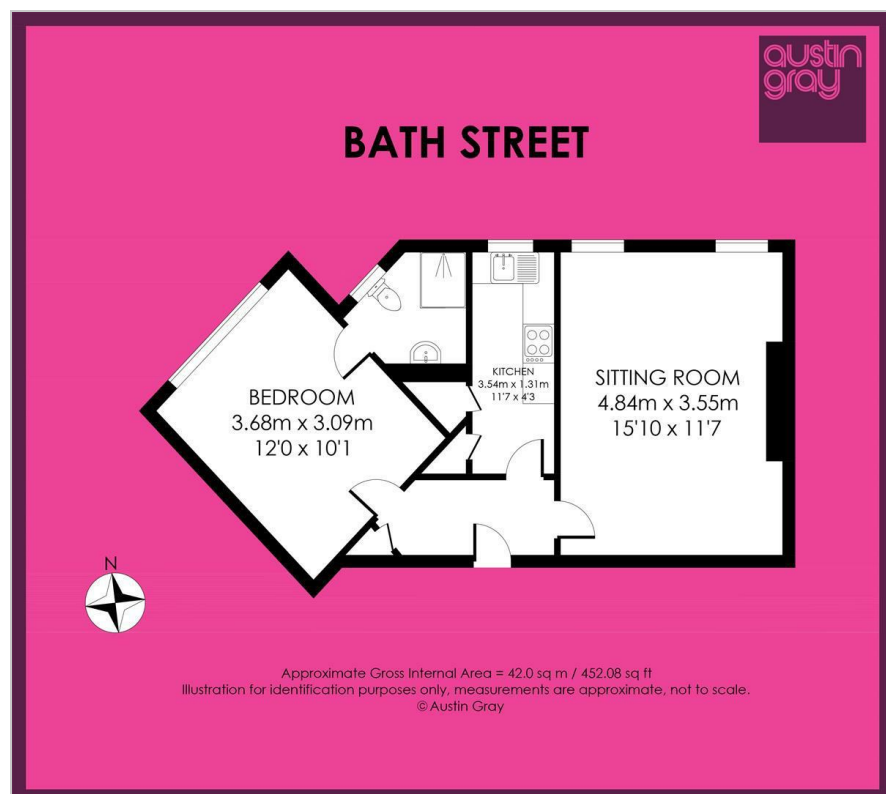 austin
gray
BATH STREET
KITCHEN
3.54m x 1.31m
11'7 x 4'3
SITTING ROOM
4.84m x 3.55m
15'10 x 11'7
BEDROOM
3.68m x 3.09m
12'0 x 10'1
N
Approximate Gross Internal Area = 42.0 sq m / 452.08 sq ft
Illustration for identification purposes only, measurements are approximate, not to scale.
© Austin Gray